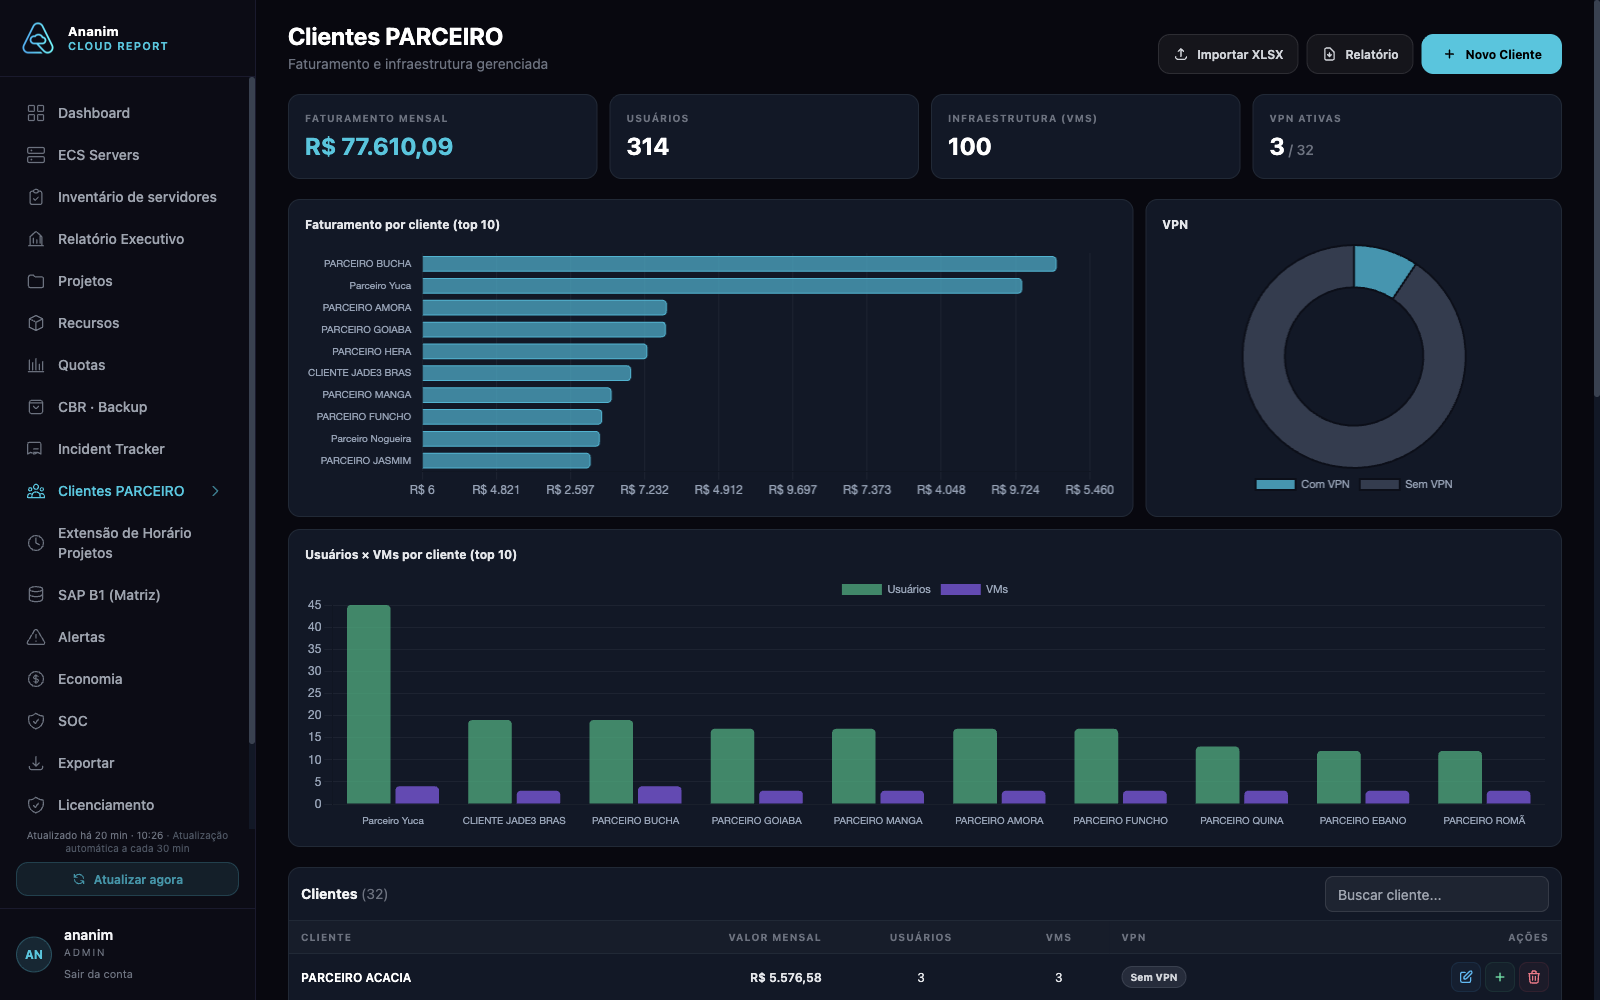 Ananim
CLOUD REPORT
Dashboard
ECS Servers
Inventário de servidores
Relatório Executivo
Projetos
Recursos
Quotas
CBR · Backup
Incident Tracker
Clientes PARCEIRO
Extensão de Horário
Projetos
SAP B1 (Matriz)
Alertas
Economia
SOC
Exportar
Licenciamento
Atualizado há 20 min · 10:26 · Atualização
automática a cada 30 min
Atualizar agora
AN
ananim
ADMIN
Sair da conta
Clientes PARCEIRO
Faturamento e infraestrutura gerenciada
Importar XLSX
Relatório
+ Novo Cliente
FATURAMENTO MENSAL
R$ 77.610,09
USUÁRIOS
314
INFRAESTRUTURA (VMS)
100
VPN ATIVAS
3 / 32
Faturamento por cliente (top 10)
PARCEIRO BUCHA
Parceiro Yuca
PARCEIRO AMORA
PARCEIRO GOIABA
PARCEIRO HERA
CLIENTE JADE3 BRAS
PARCEIRO MANGA
PARCEIRO FUNCHO
Parceiro Nogueira
PARCEIRO JASMIM
R$ 6 R$ 4.821 R$ 2.597 R$ 7.232 R$ 4.912 R$ 9.697 R$ 7.373 R$ 4.048 R$ 9.724 R$ 5.460
VPN
Com VPN Sem VPN
Usuários × VMs por cliente (top 10)
Usuários VMs
45
40
35
30
25
20
15
10
5
0
Parceiro Yuca CLIENTE JADE3 BRAS PARCEIRO BUCHA PARCEIRO GOIABA PARCEIRO MANGA PARCEIRO AMORA PARCEIRO FUNCHO PARCEIRO QUINA PARCEIRO EBANO PARCEIRO ROMÃ
Clientes (32)
Buscar cliente...
CLIENTE VALOR MENSAL USUÁRIOS VMS VPN AÇÕES
PARCEIRO ACACIA R$ 5.576,58 3 3 Sem VPN +